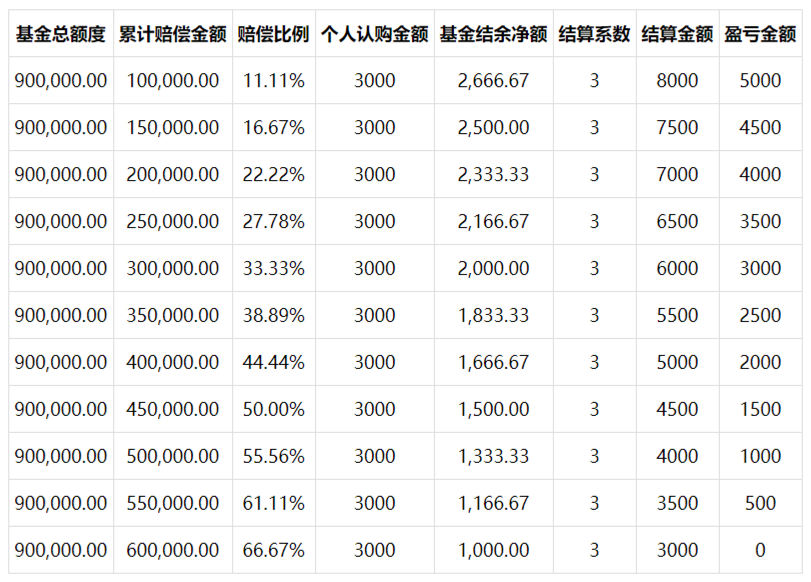 基金总额度 累计赔偿金额 赔偿比例 个人认购金额 基金结余净额 结算系数 结算金额 盈亏金额
900,000.00 100,000.00 11.11% 3000 2,666.67 3 8000 5000
900,000.00 150,000.00 16.67% 3000 2,500.00 3 7500 4500
900,000.00 200,000.00 22.22% 3000 2,333.33 3 7000 4000
900,000.00 250,000.00 27.78% 3000 2,166.67 3 6500 3500
900,000.00 300,000.00 33.33% 3000 2,000.00 3 6000 3000
900,000.00 350,000.00 38.89% 3000 1,833.33 3 5500 2500
900,000.00 400,000.00 44.44% 3000 1,666.67 3 5000 2000
900,000.00 450,000.00 50.00% 3000 1,500.00 3 4500 1500
900,000.00 500,000.00 55.56% 3000 1,333.33 3 4000 1000
900,000.00 550,000.00 61.11% 3000 1,166.67 3 3500 500
900,000.00 600,000.00 66.67% 3000 1,000.00 3 3000 0